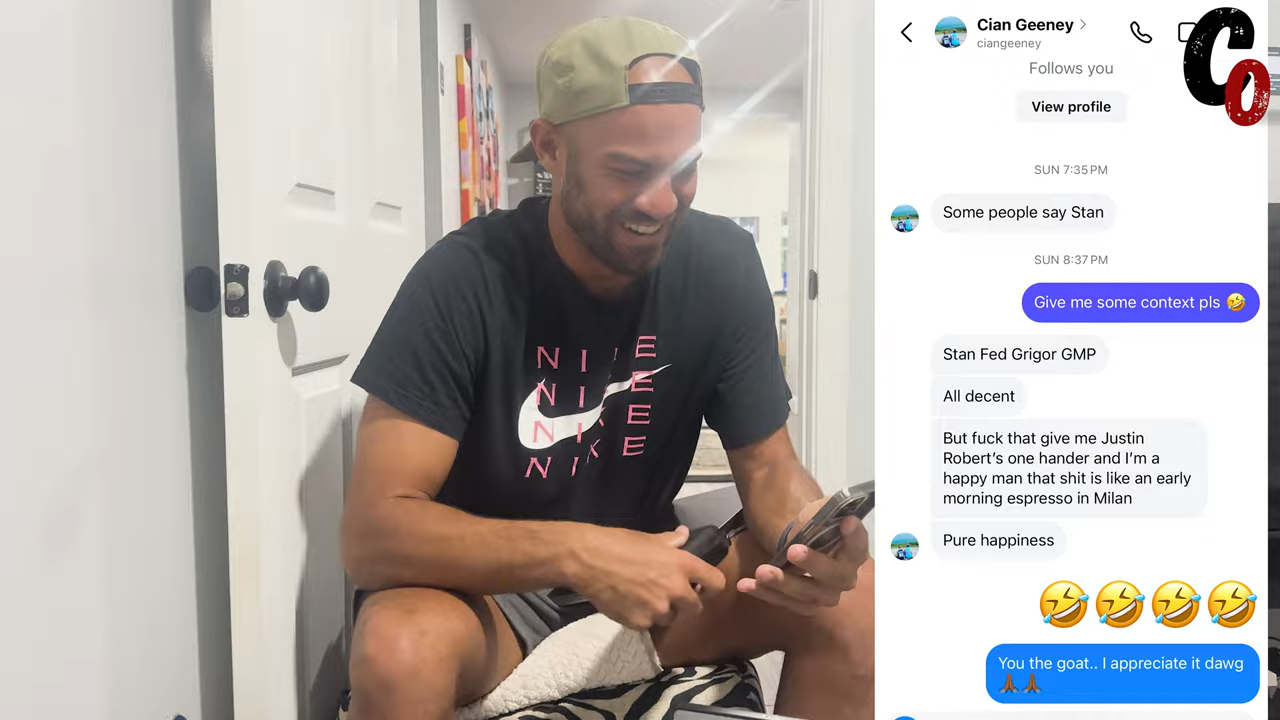 NIKE
NIKE
NIKE
NIKE
Cian Geeney
ciangeeney
Follows you
View profile
SUN 7:35 PM
Some people say Stan
SUN 8:37 PM
Give me some context pls 🤣
Stan Fed Grigor GMP
All decent
But fuck that give me Justin
Robert's one hander and I'm a
happy man that shit is like an early
morning espresso in Milan
Pure happiness
🤣🤣🤣🤣
You the goat.. I appreciate it dawg
🙏🏾🙏🏾
CO